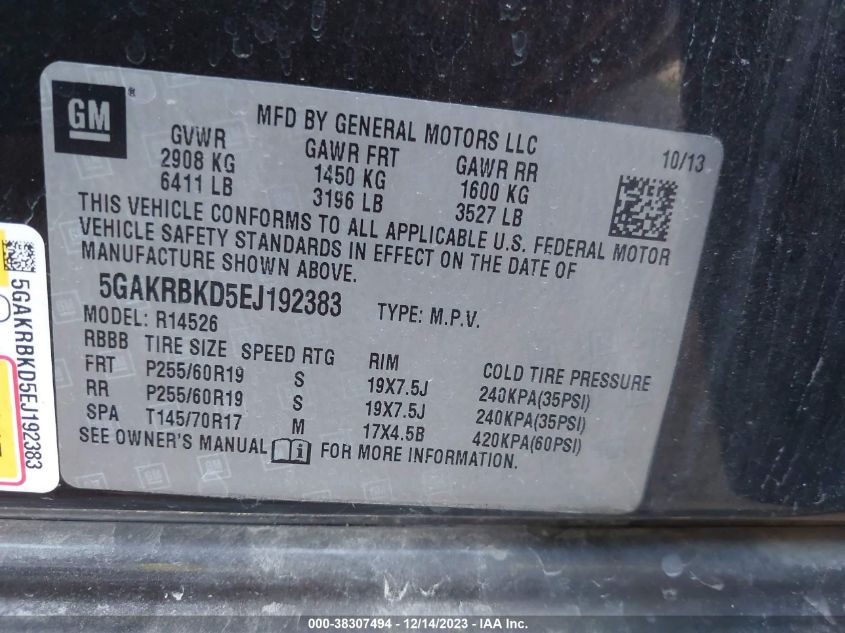 GM
®
MFD BY GENERAL MOTORS LLC
10/13
GVWR GAWR FRT GAWR RR
2908 KG 1450 KG 1600 KG
6411 LB 3196 LB 3527 LB
THIS VEHICLE CONFORMS TO ALL APPLICABLE U.S. FEDERAL MOTOR
VEHICLE SAFETY STANDARDS IN EFFECT ON THE DATE OF
MANUFACTURE SHOWN ABOVE.
5GAKRBKD5EJ192383 TYPE: M.P.V.
MODEL: R14526
RBBB TIRE SIZE SPEED RTG RIM COLD TIRE PRESSURE
FRT P255/60R19 S 19X7.5J 240KPA(35PSI)
RR P255/60R19 S 19X7.5J 240KPA(35PSI)
SPA T145/70R17 M 17X4.5B 420KPA(60PSI)
SEE OWNER'S MANUAL i FOR MORE INFORMATION.
5GAKRBKD5EJ192383
000-38307494 - 12/14/2023 - IAA Inc.